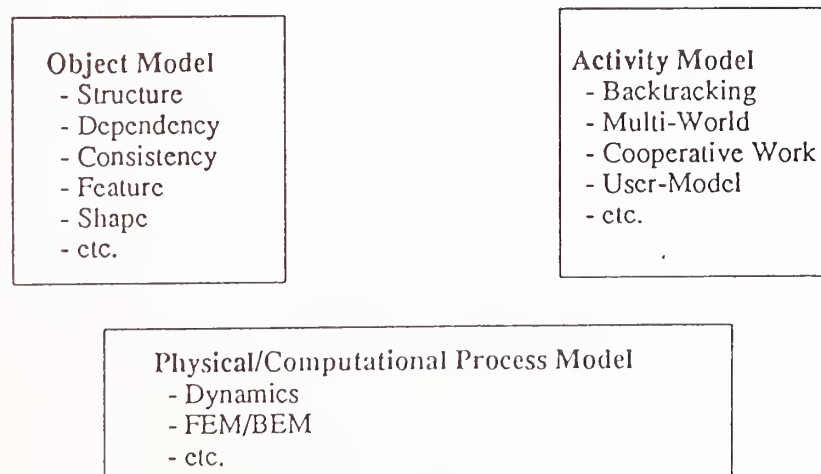 Object Model
- Structure
- Dependency
- Consistency
- Feature
- Shape
- etc.
Activity Model
- Backtracking
- Multi-World
- Cooperative Work
- User-Model
- etc.
Physical/Computational Process Model
- Dynamics
- FEM/BEM
- etc.